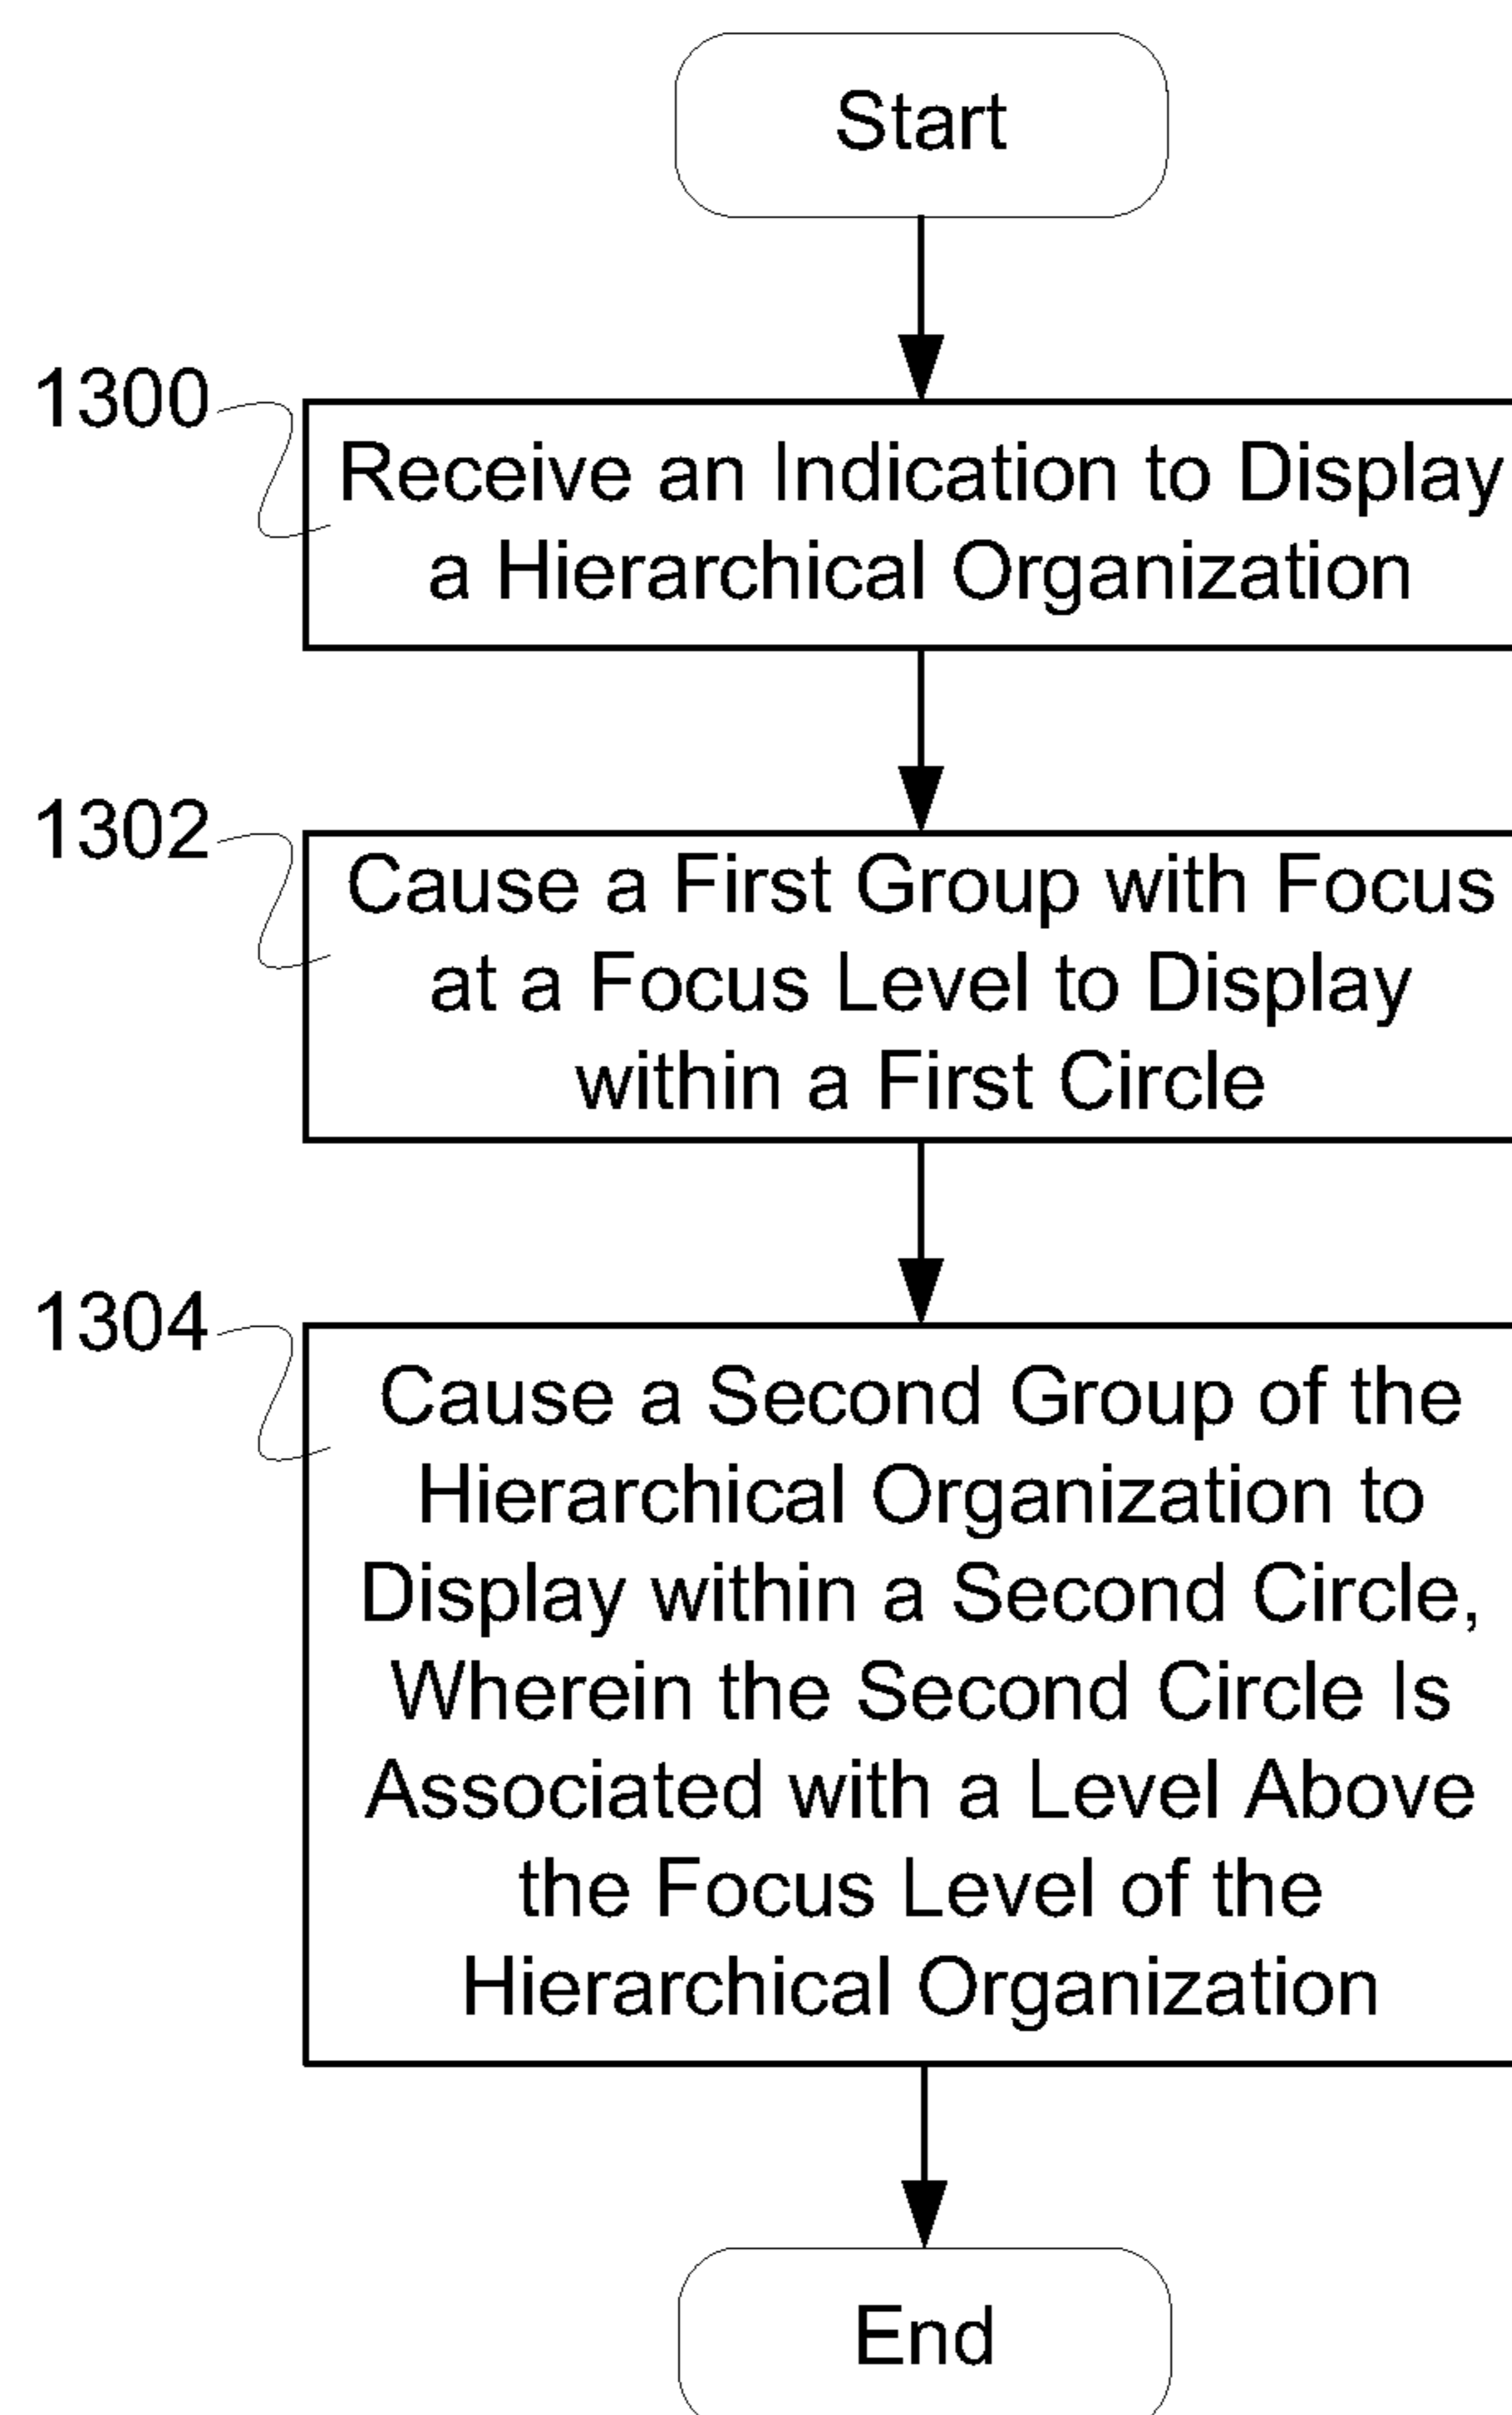 Start
1300
Receive an Indication to Display
a Hierarchical Organization
1302
Cause a First Group with Focus
at a Focus Level to Display
within a First Circle
1304
Cause a Second Group of the
Hierarchical Organization to
Display within a Second Circle,
Wherein the Second Circle Is
Associated with a Level Above
the Focus Level of the
Hierarchical Organization
End